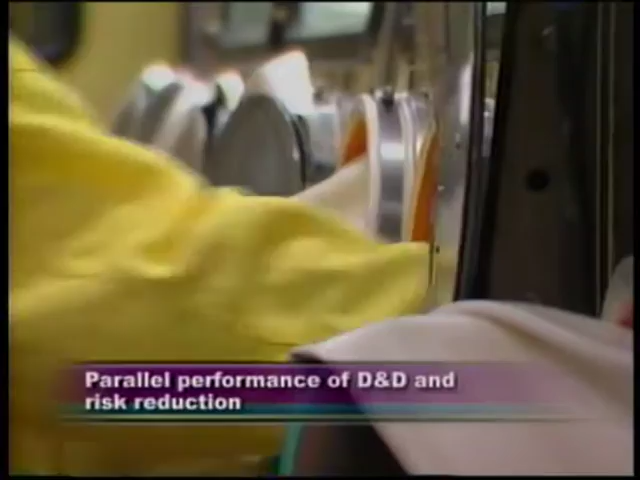 Parallel performance of D&D and
risk reduction